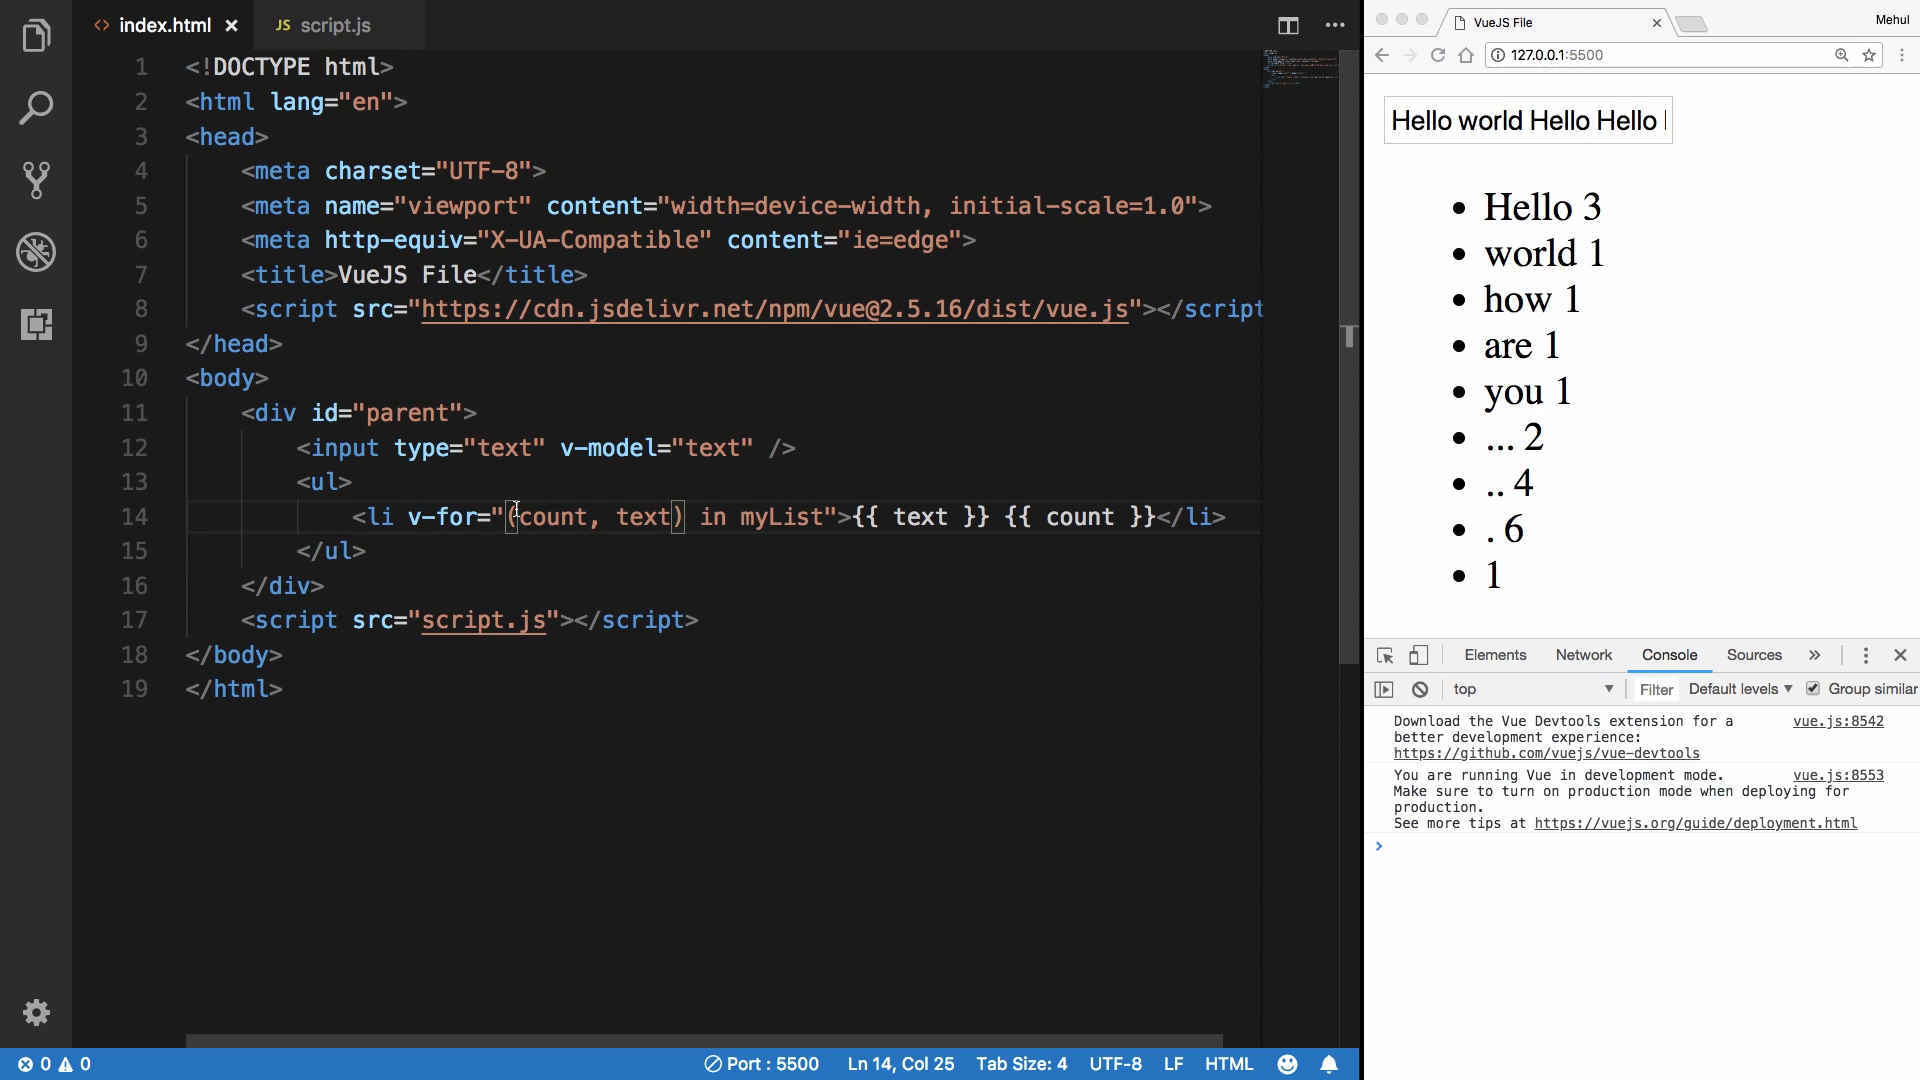 index.html
JS script.js
1 <!DOCTYPE html>
2 <html lang="en">
3 <head>
4 <meta charset="UTF-8">
5 <meta name="viewport" content="width=device-width, initial-scale=1.0">
6 <meta http-equiv="X-UA-Compatible" content="ie=edge">
7 <title>VueJS File</title>
8 <script src="https://cdn.jsdelivr.net/npm/vue@2.5.16/dist/vue.js"></script
9 </head>
10 <body>
11 <div id="parent">
12 <input type="text" v-model="text" />
13 <ul>
14 <li v-for="(count, text) in myList">{{ text }} {{ count }}</li>
15 </ul>
16 </div>
17 <script src="script.js"></script>
18 </body>
19 </html>
0 0
Port : 5500
Ln 14, Col 25
Tab Size: 4
UTF-8
LF
HTML
VueJS File
Mehul
127.0.0.1:5500
Hello world Hello Hello
• Hello 3
• world 1
• how 1
• are 1
• you 1
• ... 2
• .. 4
• . 6
• 1
Elements Network Console Sources »
top
Filter
Default levels
Group similar
Download the Vue Devtools extension for a vue.js:8542
better development experience:
https://github.com/vuejs/vue-devtools
You are running Vue in development mode. vue.js:8553
Make sure to turn on production mode when deploying for
production.
See more tips at https://vuejs.org/guide/deployment.html